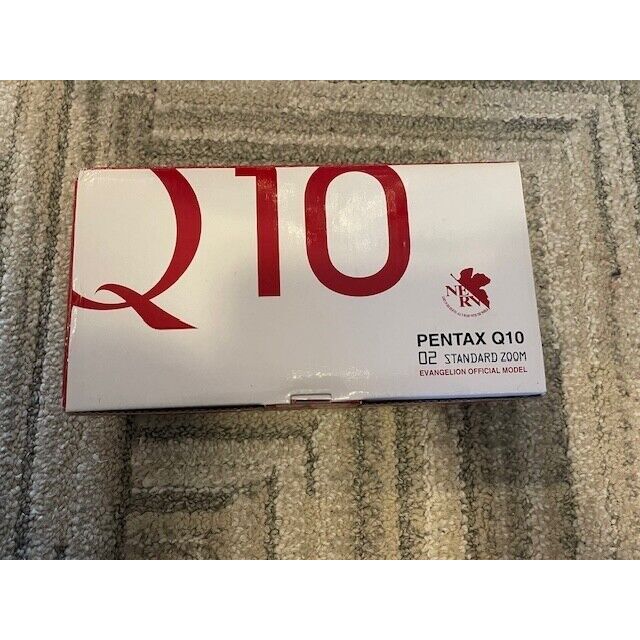 Q10
NERV
PENTAX Q10
02 STANDARD ZOOM
EVANGELION OFFICIAL MODEL